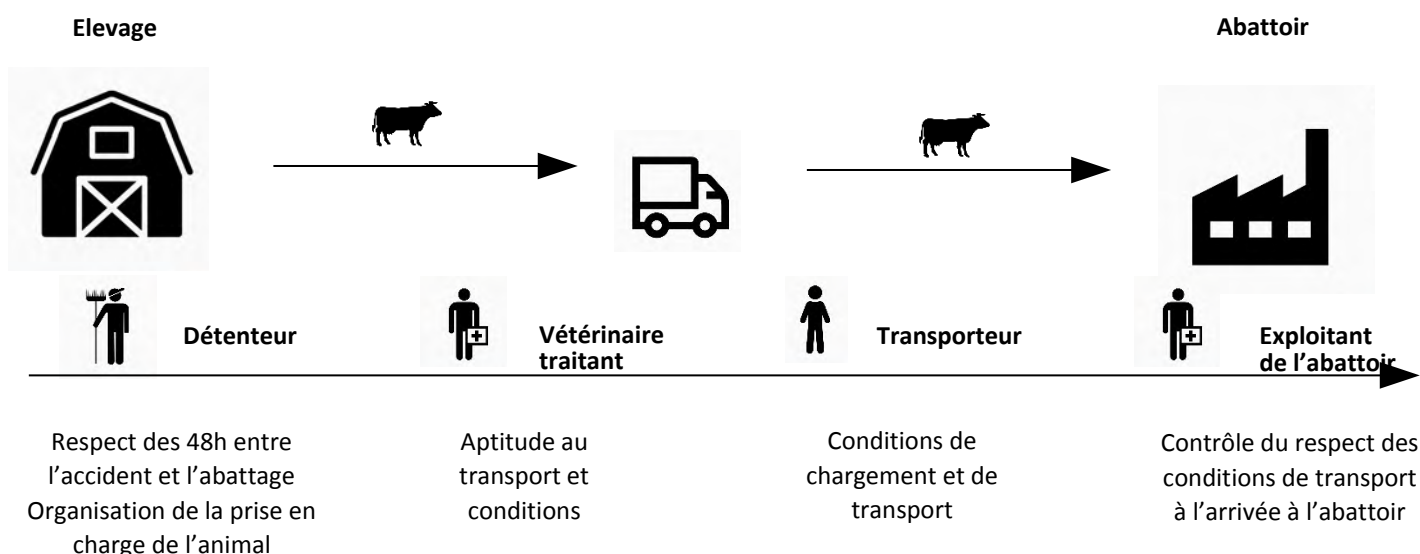 Elevage
Abattoir
Détenteur
Vétérinaire
traitant
Transporteur
Exploitant
de l'abattoir
Respect des 48h entre
l'accident et l'abattage
Organisation de la prise en
charge de l'animal
Aptitude au
transport et
conditions
Conditions de
chargement et de
transport
Contrôle du respect des
conditions de transport
à l'arrivée à l'abattoir